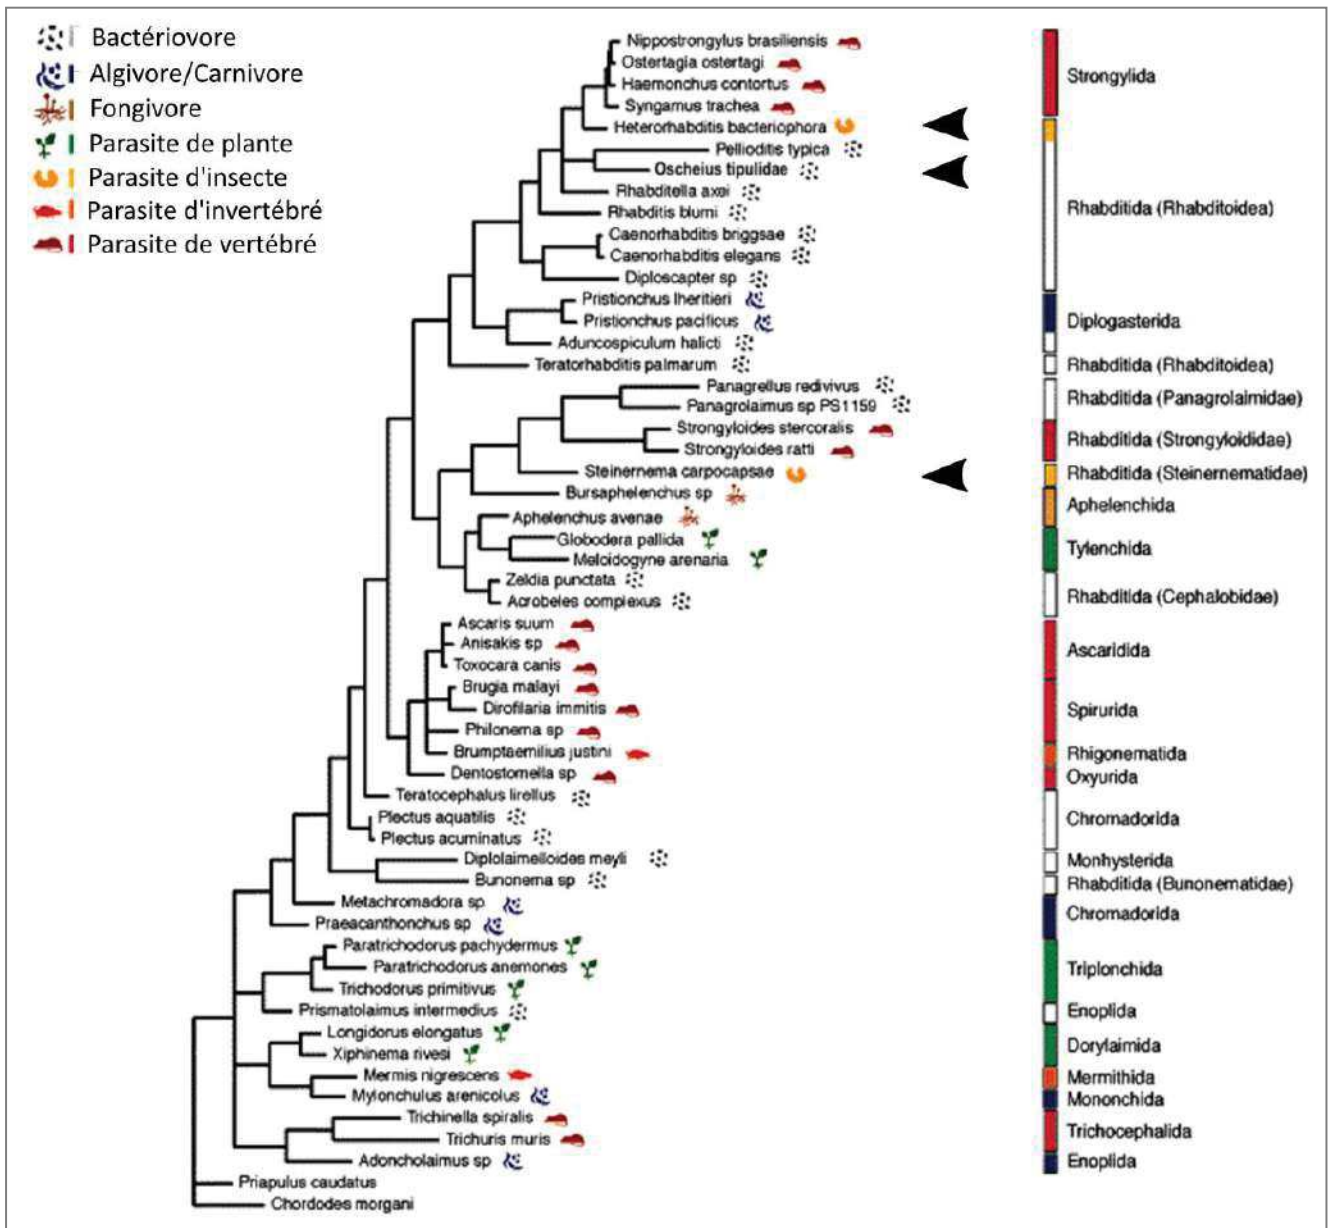 Bactériovore
Algivore/Carnivore
Fongivore
Parasite de plante
Parasite d'insecte
Parasite d'invertébré
Parasite de vertébré
Nippostrongylus brasiliensis
Ostertagia ostertagi
Haemonchus contortus
Syngamus trachea
Heterorhabditis bacteriophora
Pellioditis typica
Oscheius tipulidae
Rhabditella axei
Rhabditis blumi
Caenorhabditis briggsae
Caenorhabditis elegans
Diploscapter sp
Pristionchus lheritieri
Pristionchus pacificus
Aduncospiculum halicti
Teratorhabditis palmarum
Panagrellus redivivus
Panagrolaimus sp PS1159
Strongyloides stercoralis
Strongyloides ratti
Steinernema carpocapsae
Bursaphelenchus sp
Aphelenchus avenae
Globodera pallida
Meloidogyne arenaria
Zeldia punctata
Acrobeles complexus
Ascaris suum
Anisakis sp
Toxocara canis
Brugia malayi
Dirofilaria immitis
Philonema sp
Brumptaemilius justini
Dentostomella sp
Teratocephalus lirellus
Plectus aquatilis
Plectus acuminatus
Diplolaimelloides meyli
Bunonema sp
Metachromadora sp
Praeacanthonchus sp
Paratrichodorus pachydermus
Paratrichodorus anemones
Trichodorus primitivus
Prismatolaimus intermedius
Longidorus elongatus
Xiphinema rivesi
Mermis nigrescens
Mylonchulus arenicolus
Trichinella spiralis
Trichuris muris
Adoncholaimus sp
Priapulus caudatus
Chordodes morgani
Strongylida
Rhabditida (Rhabditoidea)
Diplogasterida
Rhabditida (Rhabditoidea)
Rhabditida (Panagrolaimidae)
Rhabditida (Strongyloididae)
Rhabditida (Steinernematidae)
Aphelenchida
Tylenchida
Rhabditida (Cephalobidae)
Ascaridida
Spirurida
Rhigonematida
Oxyurida
Chromadorida
Monhysterida
Rhabditida (Bunonematidae)
Chromadorida
Triplonchida
Enoplida
Dorylaimida
Mermithida
Mononchida
Trichocephalida
Enoplida